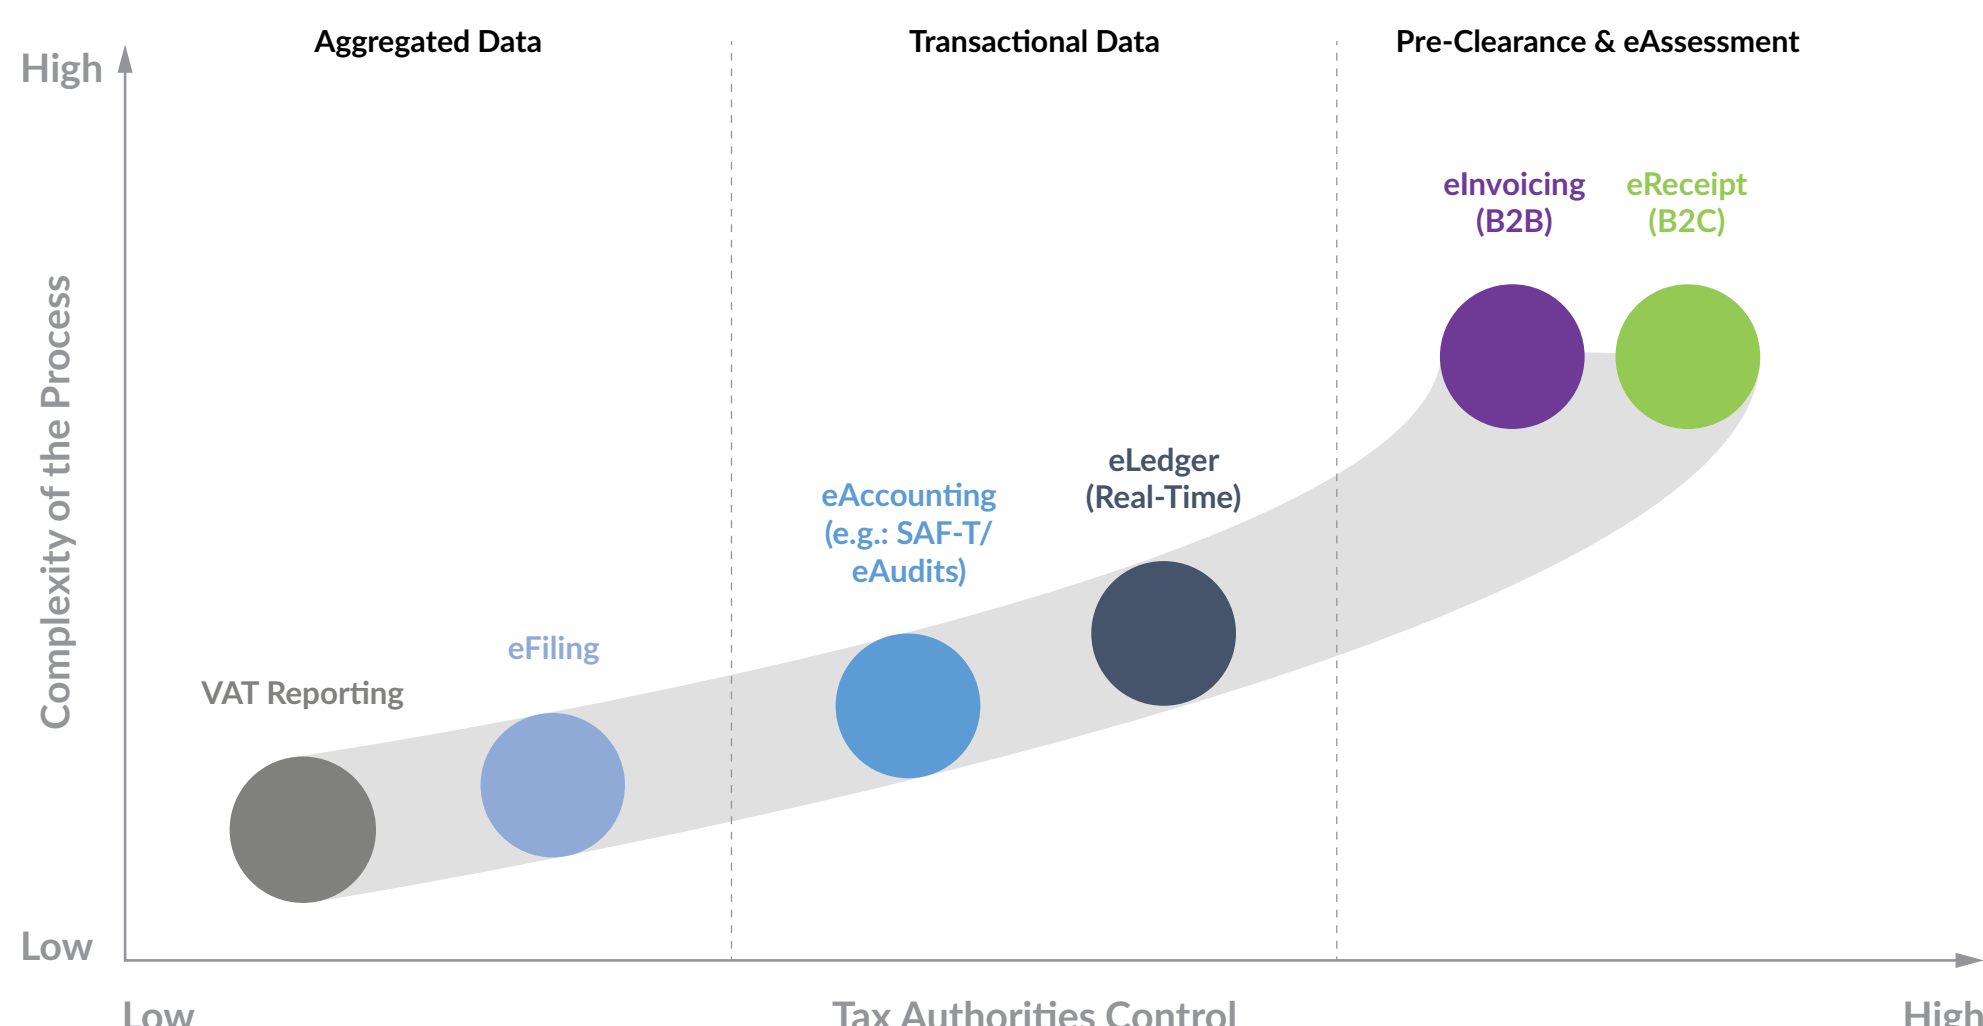 Aggregated Data
Transactional Data
Pre-Clearance & eAssessment
High
eInvoicing
(B2B)
eReceipt
(B2C)
eLedger
(Real-Time)
eAccounting
(e.g.: SAF-T/
eAudits)
eFiling
VAT Reporting
Complexity of the Process
Low
Low
Tax Authorities Control
High